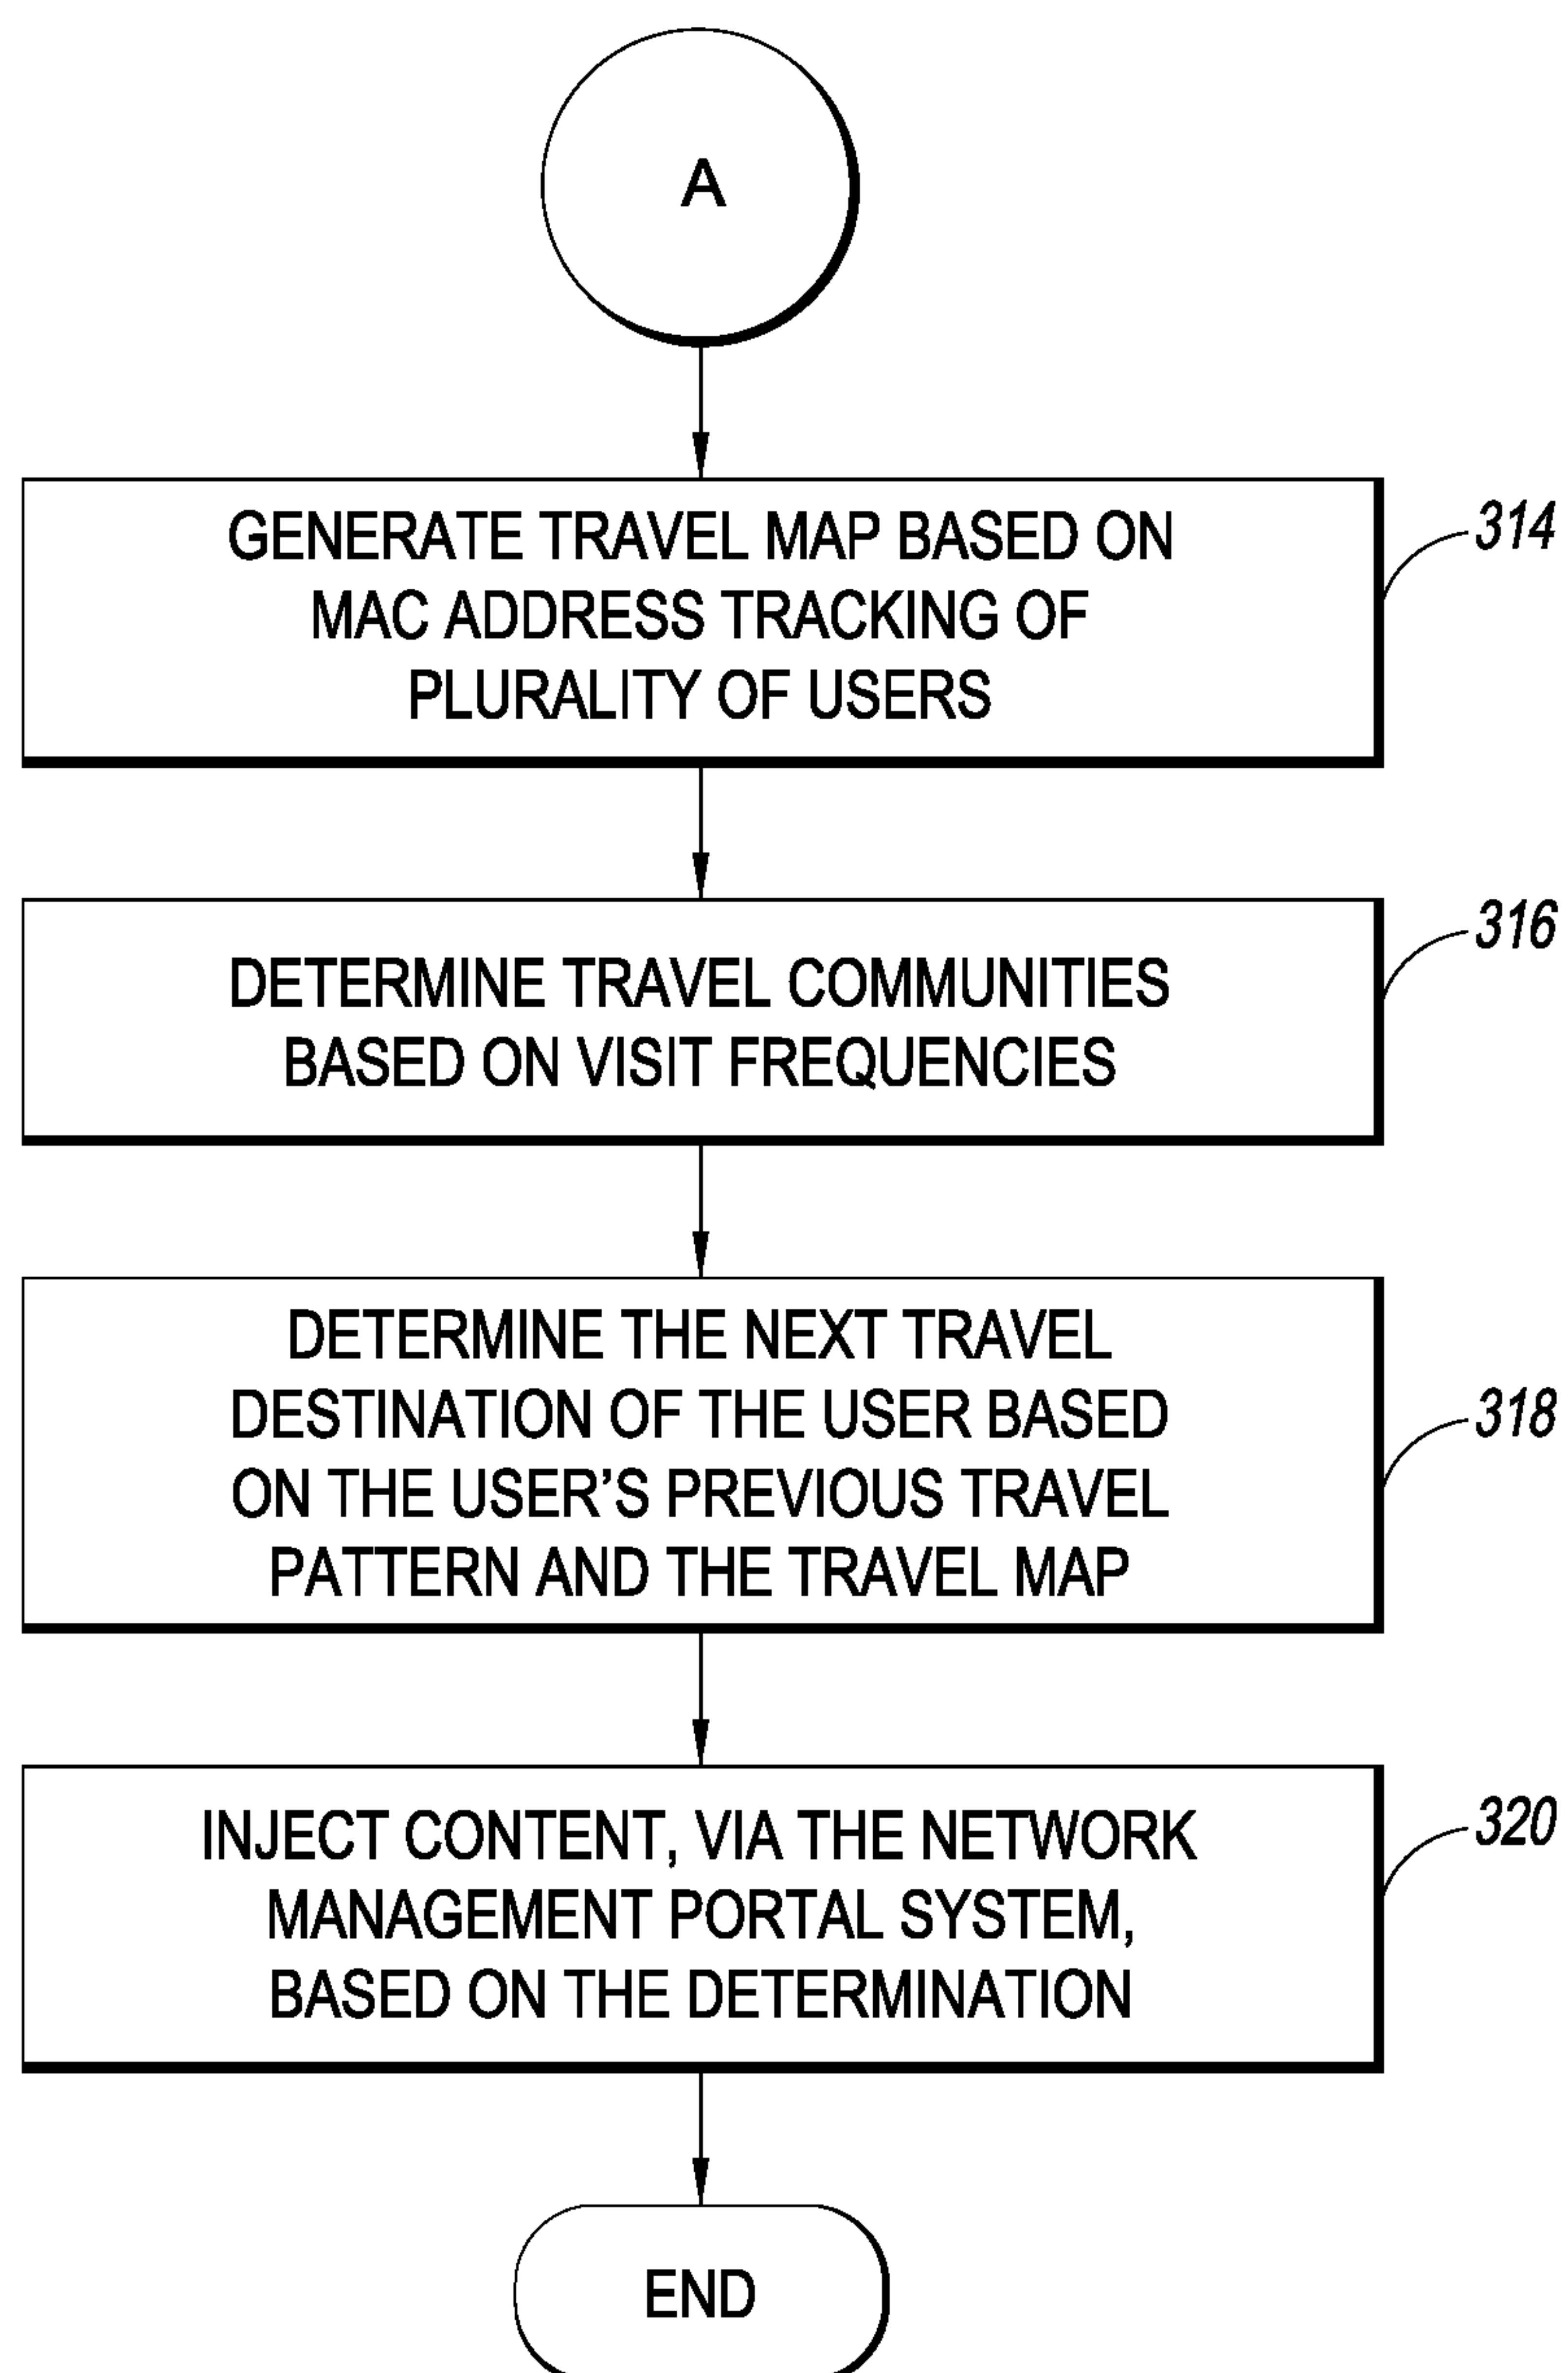 A
GENERATE TRAVEL MAP BASED ON
MAC ADDRESS TRACKING OF
PLURALITY OF USERS
314
DETERMINE TRAVEL COMMUNITIES
BASED ON VISIT FREQUENCIES
316
DETERMINE THE NEXT TRAVEL
DESTINATION OF THE USER BASED
ON THE USER’S PREVIOUS TRAVEL
PATTERN AND THE TRAVEL MAP
318
INJECT CONTENT, VIA THE NETWORK
MANAGEMENT PORTAL SYSTEM,
BASED ON THE DETERMINATION
320
END